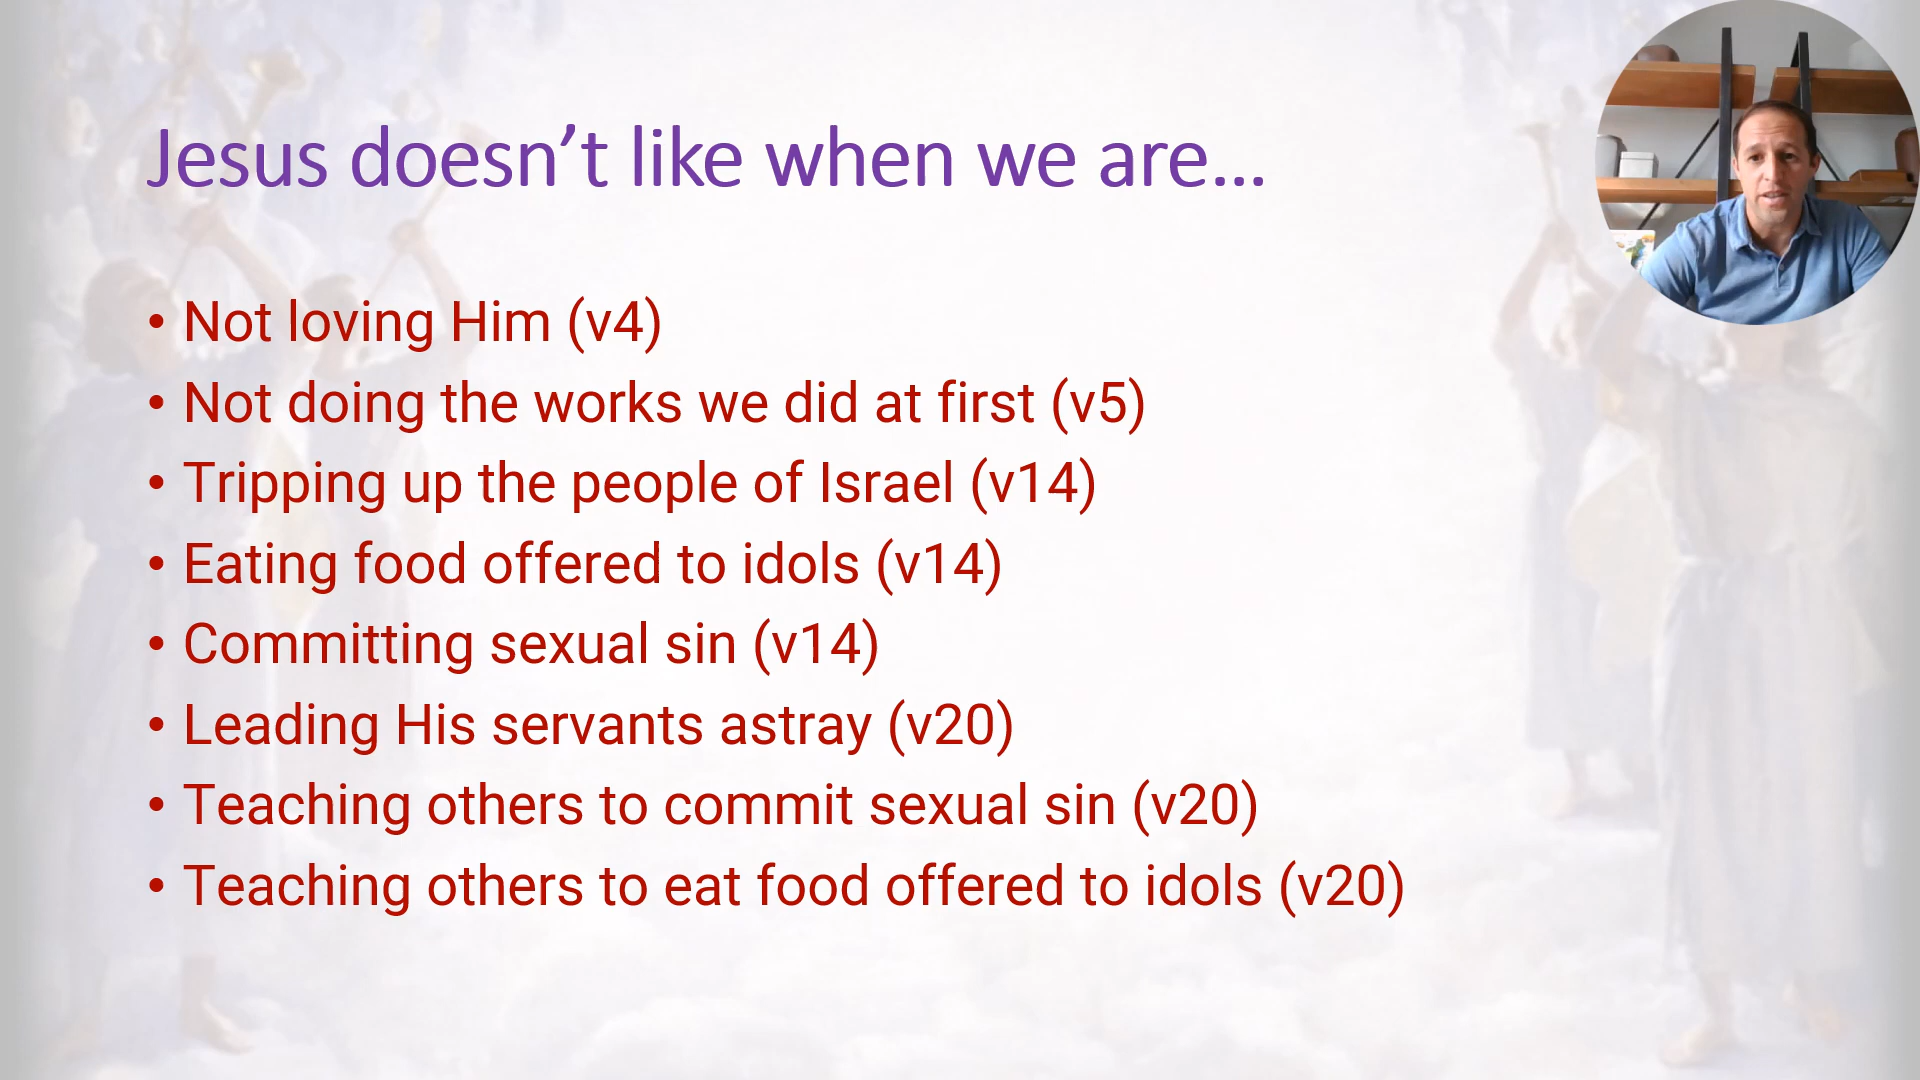 Jesus doesn’t like when we are…
• Not loving Him (v4)
• Not doing the works we did at first (v5)
• Tripping up the people of Israel (v14)
• Eating food offered to idols (v14)
• Committing sexual sin (v14)
• Leading His servants astray (v20)
• Teaching others to commit sexual sin (v20)
• Teaching others to eat food offered to idols (v20)